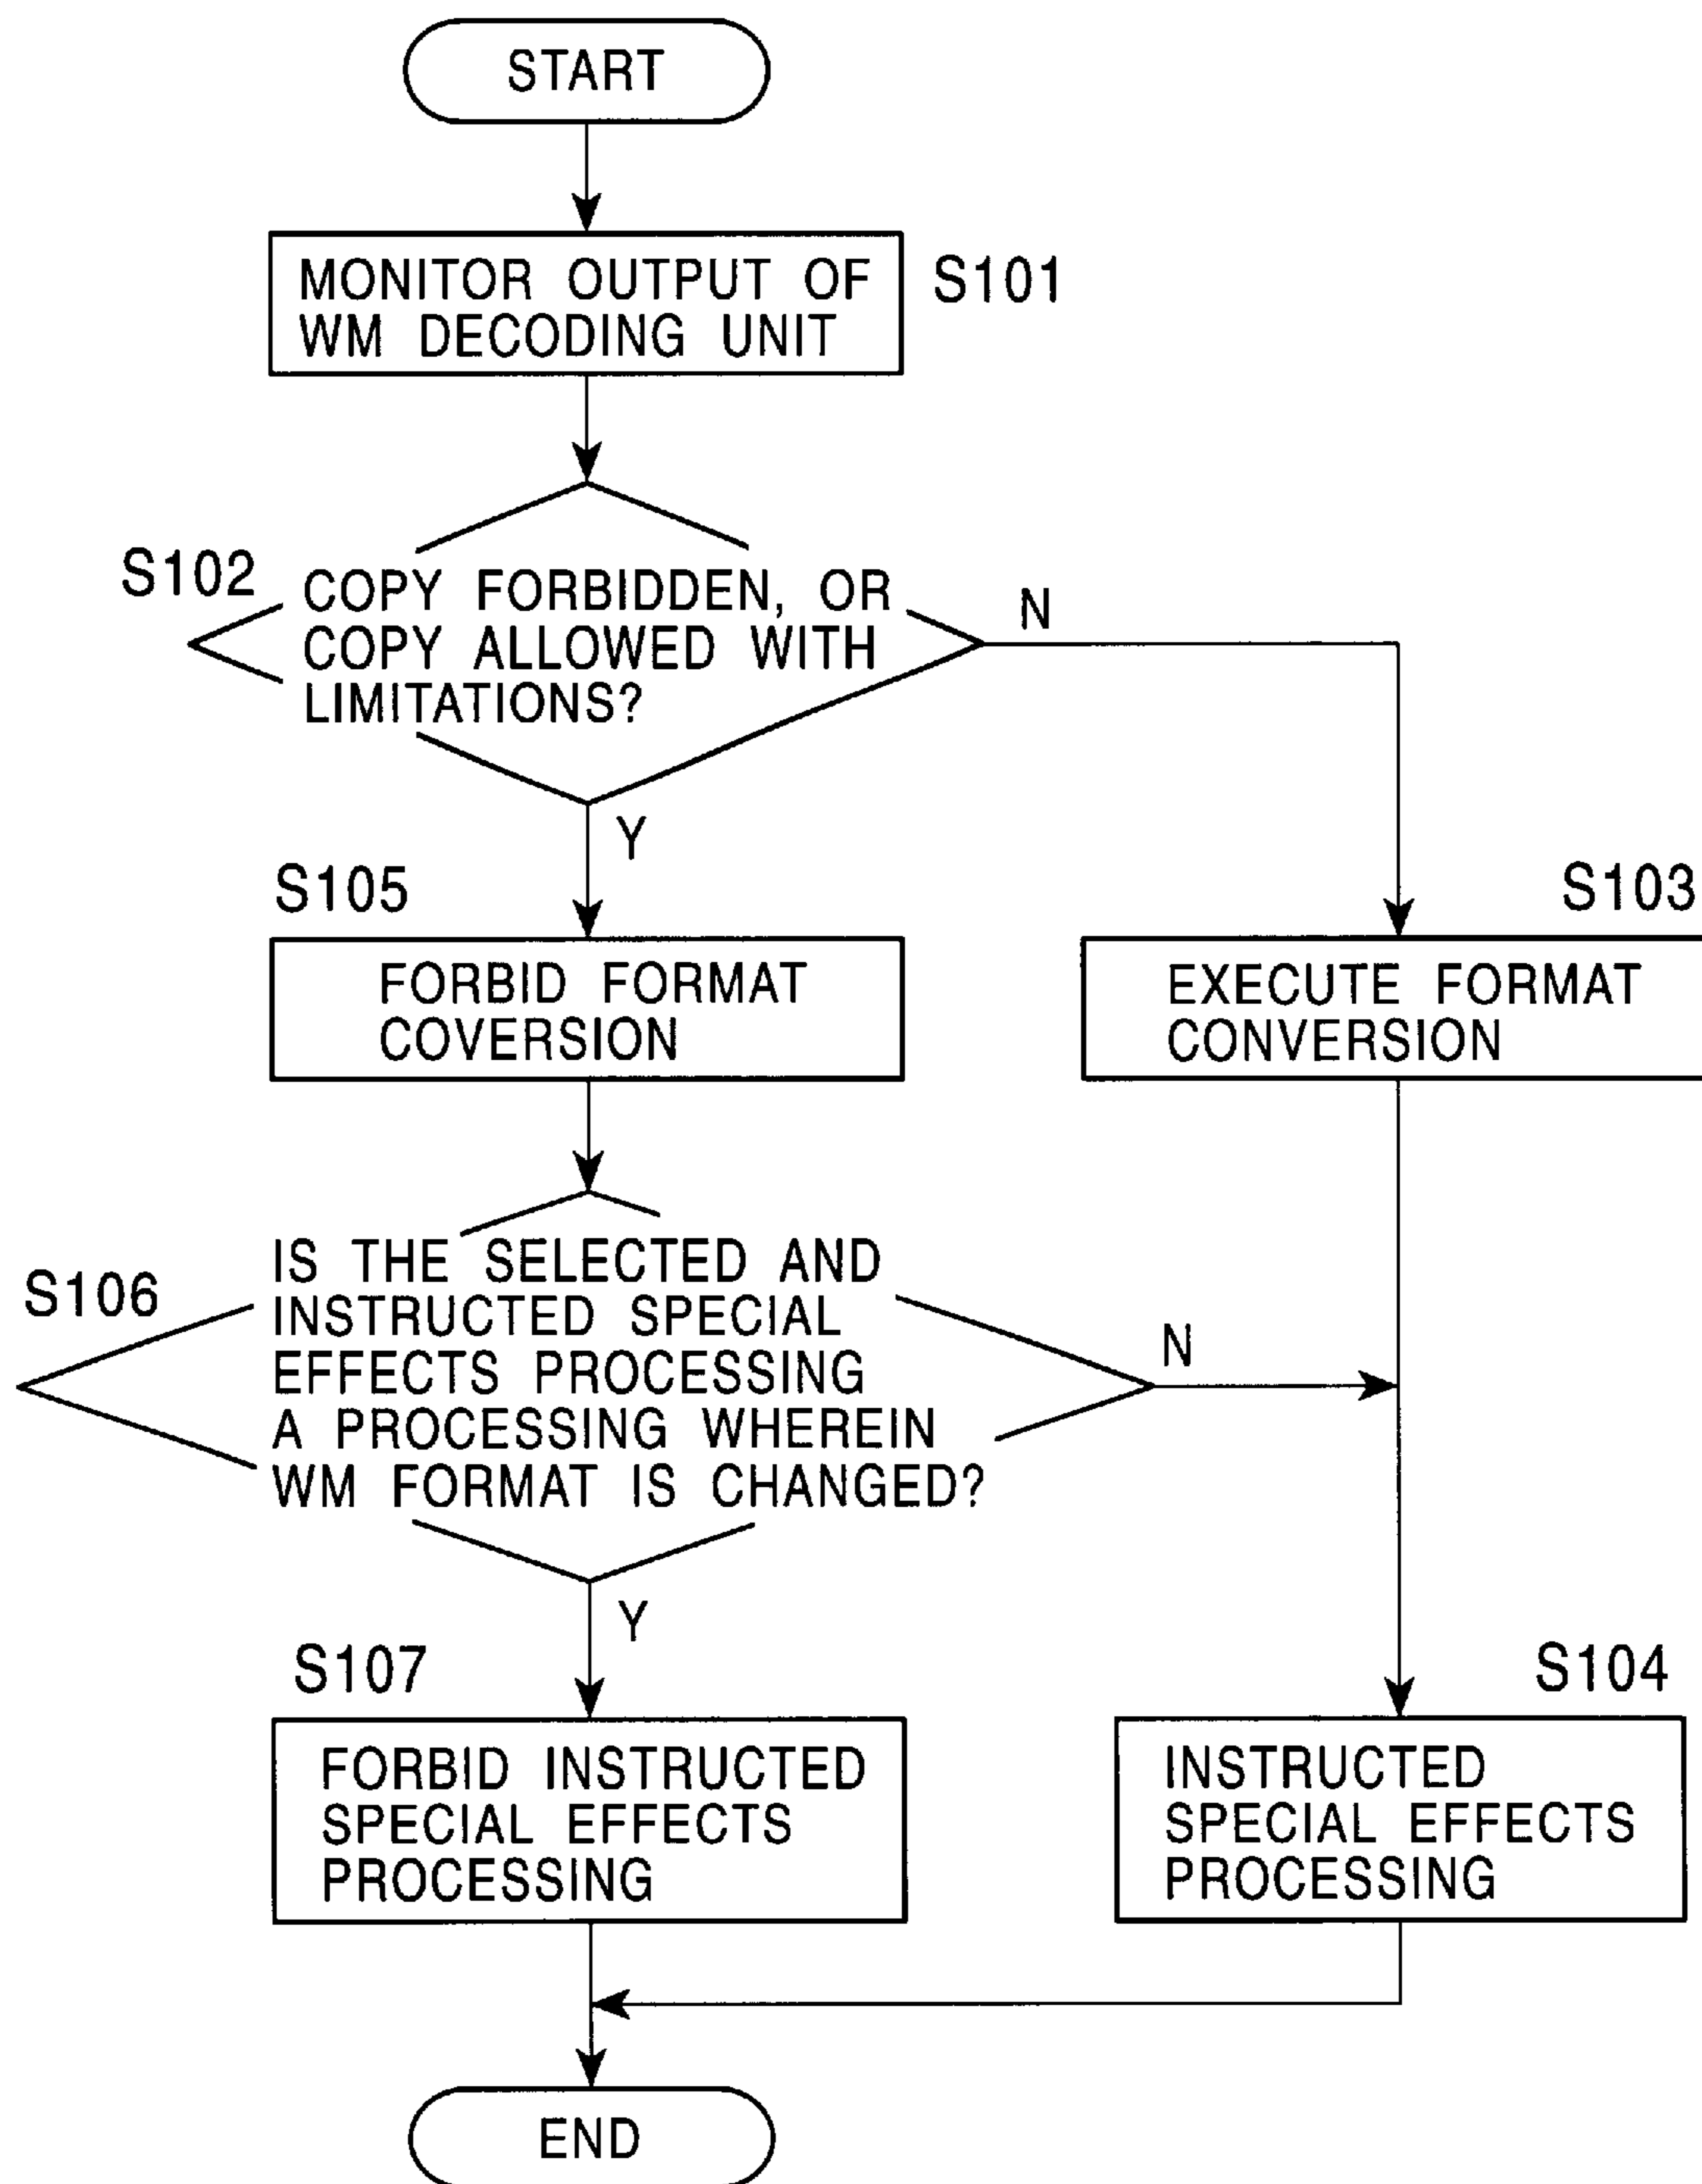 START
MONITOR OUTPUT OF
WM DECODING UNIT
S101
S102
COPY FORBIDDEN, OR
COPY ALLOWED WITH
LIMITATIONS?
N
Y
S105
FORBID FORMAT
COVERSION
S103
EXECUTE FORMAT
CONVERSION
S106
IS THE SELECTED AND
INSTRUCTED SPECIAL
EFFECTS PROCESSING
A PROCESSING WHEREIN
WM FORMAT IS CHANGED?
N
Y
S107
FORBID INSTRUCTED
SPECIAL EFFECTS
PROCESSING
S104
INSTRUCTED
SPECIAL EFFECTS
PROCESSING
END